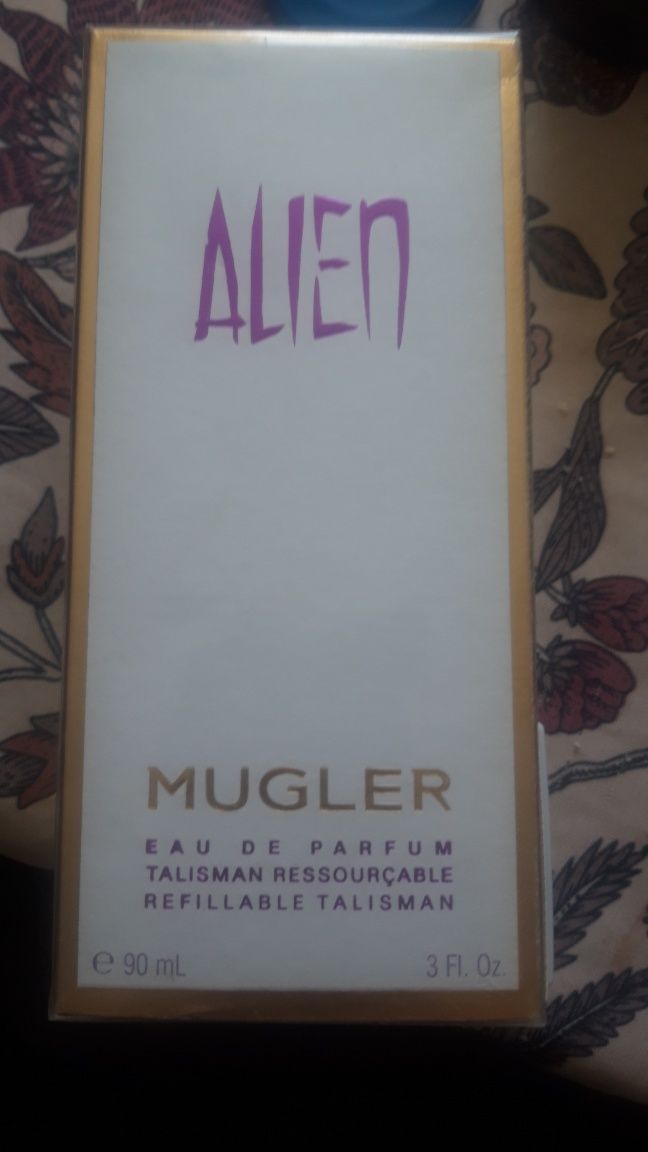 ALIEN
MUGLER
EAU DE PARFUM
TALISMAN RESSOURÇABLE
REFILLABLE TALISMAN
℮ 90 mL
3 Fl. Oz.